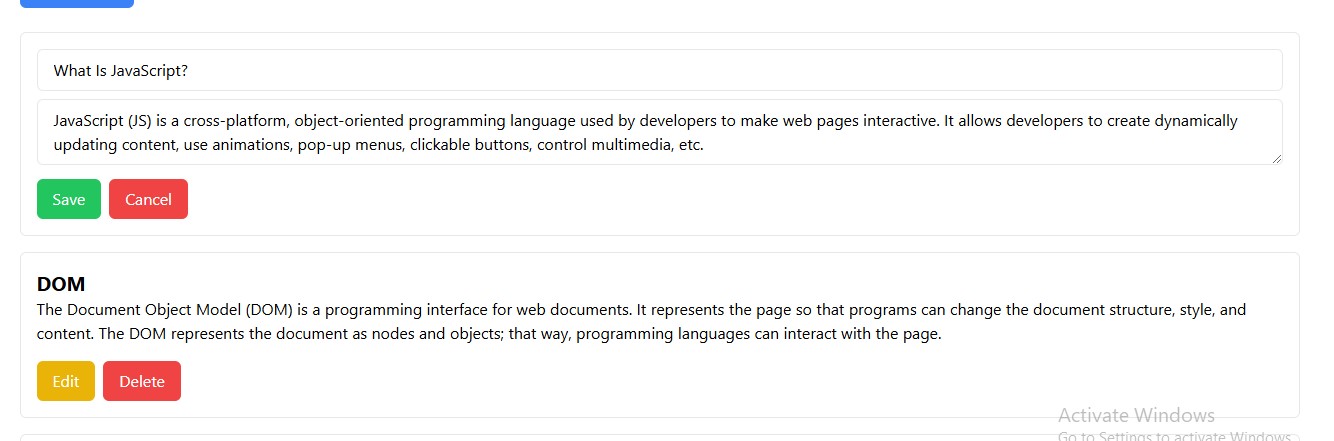 What Is JavaScript?
JavaScript (JS) is a cross-platform, object-oriented programming language used by developers to make web pages interactive. It allows developers to create dynamically
updating content, use animations, pop-up menus, clickable buttons, control multimedia, etc.
Save Cancel
DOM
The Document Object Model (DOM) is a programming interface for web documents. It represents the page so that programs can change the document structure, style, and
content. The DOM represents the document as nodes and objects; that way, programming languages can interact with the page.
Edit Delete
Activate Windows
Go to Settings to activate Windows.